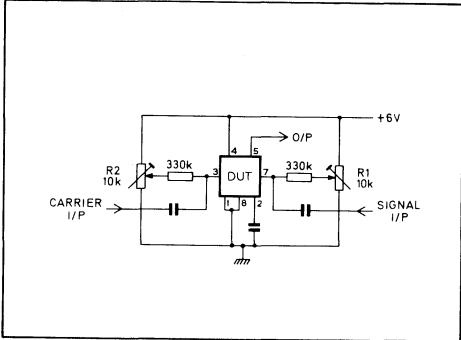 +6V
O/P
4 5
R2
10k
330k
3
DUT
7
330k
R1
10k
1 8 2
CARRIER
I/P
SIGNAL
I/P